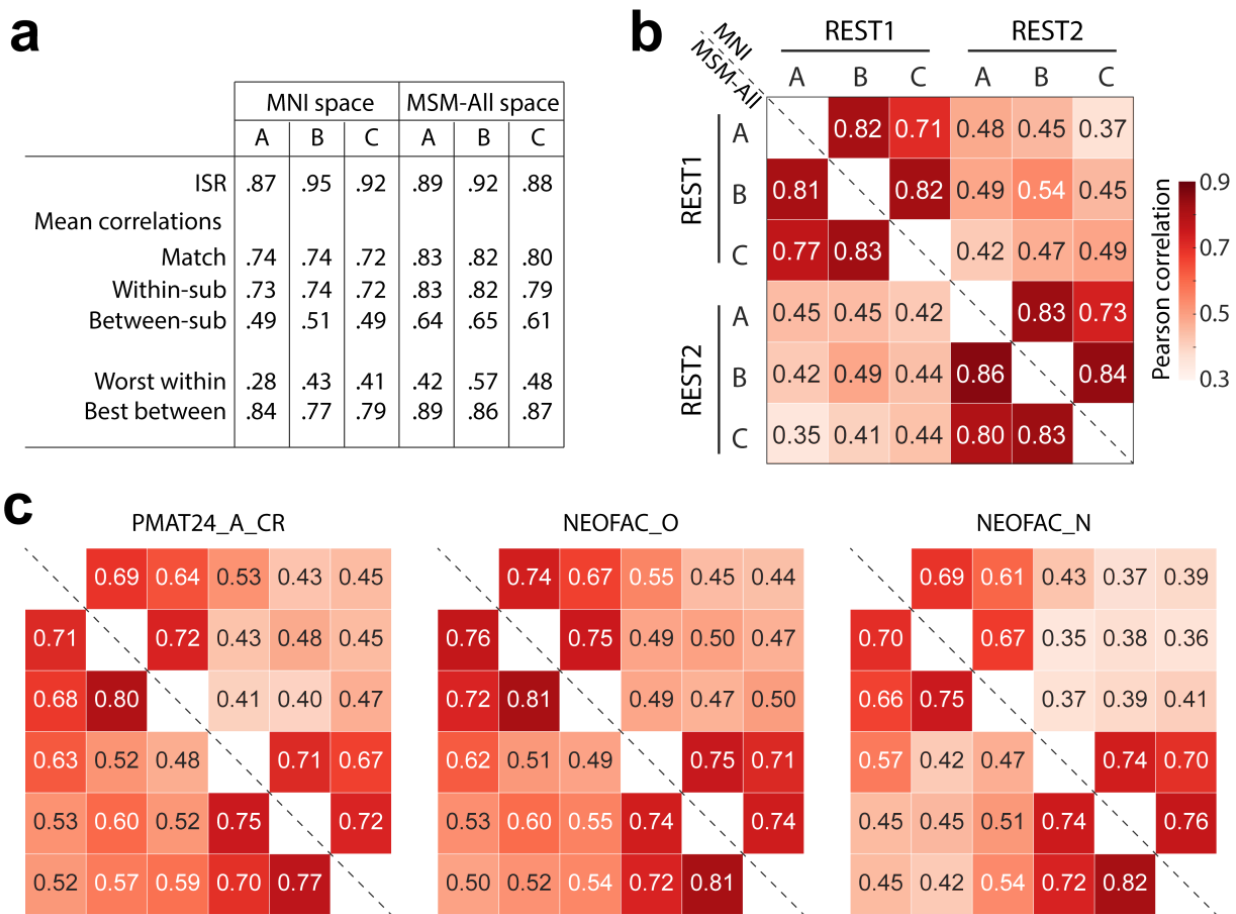 a
MNI space MSM-All space
A B C A B C
ISR .87 .95 .92 .89 .92 .88
Mean correlations
Match .74 .74 .72 .83 .82 .80
Within-sub .73 .74 .72 .83 .82 .79
Between-sub .49 .51 .49 .64 .65 .61
Worst within .28 .43 .41 .42 .57 .48
Best between .84 .77 .79 .89 .86 .87
b
MNI
MSM-All
REST1 REST2
A B C A B C
REST1
A 0.82 0.71 0.48 0.45 0.37
B 0.81 0.82 0.49 0.54 0.45
C 0.77 0.83 0.42 0.47 0.49
REST2
A 0.45 0.45 0.42 0.83 0.73
B 0.42 0.49 0.44 0.86 0.84
C 0.35 0.41 0.44 0.80 0.83
Pearson correlation
0.9
0.7
0.5
0.3
c
PMAT24_A_CR
0.69 0.64 0.53 0.43 0.45
0.71 0.72 0.43 0.48 0.45
0.68 0.80 0.41 0.40 0.47
0.63 0.52 0.48 0.71 0.67
0.53 0.60 0.52 0.75 0.72
0.52 0.57 0.59 0.70 0.77
NEOFAC_O
0.74 0.67 0.55 0.45 0.44
0.76 0.75 0.49 0.50 0.47
0.72 0.81 0.49 0.47 0.50
0.62 0.51 0.49 0.75 0.71
0.53 0.60 0.55 0.74 0.74
0.50 0.52 0.54 0.72 0.81
NEOFAC_N
0.69 0.61 0.43 0.37 0.39
0.70 0.67 0.35 0.38 0.36
0.66 0.75 0.37 0.39 0.41
0.57 0.42 0.47 0.74 0.70
0.45 0.45 0.51 0.74 0.76
0.45 0.42 0.54 0.72 0.82